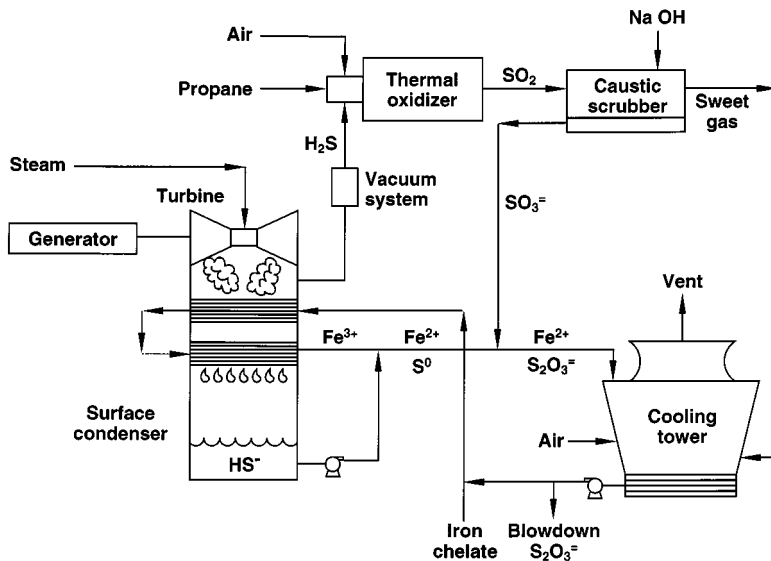 Na OH
Air
Propane
Thermal
oxidizer
SO₂
Caustic
scrubber
Sweet
gas
H₂S
Steam
Turbine
Vacuum
system
SO₃⁼
Generator
Vent
Fe³⁺
Fe²⁺
Fe²⁺
S⁰
S₂O₃⁼
Surface
condenser
Cooling
tower
Air
HS⁻
Iron
chelate
Blowdown
S₂O₃⁼